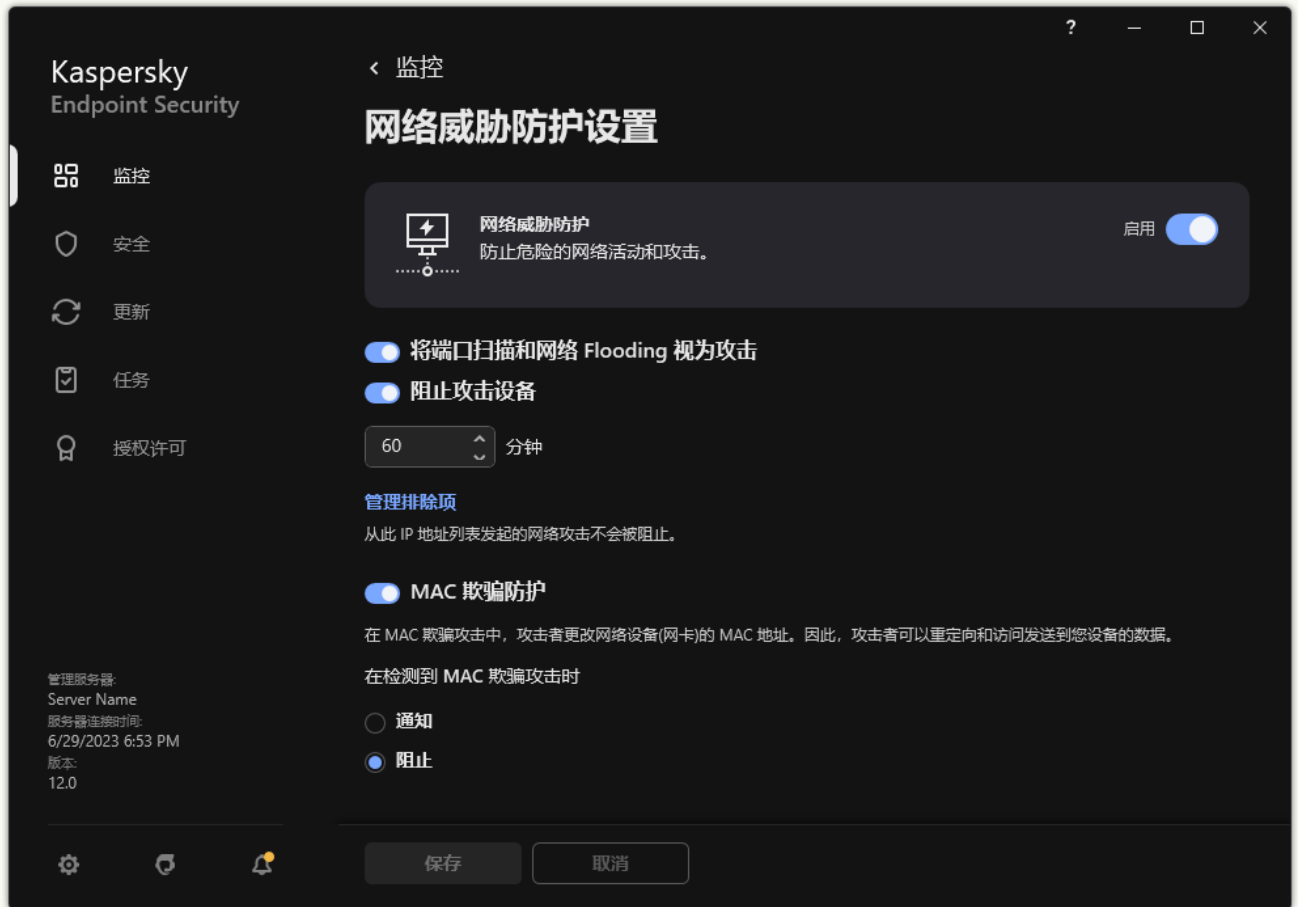 Kaspersky
Endpoint Security
监控
安全
更新
任务
授权许可
管理服务器:
Server Name
服务器连接时间:
6/29/2023 6:53 PM
版本:
12.0
?
监控
网络威胁防护设置
网络威胁防护
防止危险的网络活动和攻击。
启用
将端口扫描和网络 Flooding 视为攻击
阻止攻击设备
60 分钟
管理排除项
从此 IP 地址列表发起的网络攻击不会被阻止。
MAC 欺骗防护
在 MAC 欺骗攻击中，攻击者更改网络设备(网卡)的 MAC 地址。因此，攻击者可以重定向和访问发送到您设备的数据。
在检测到 MAC 欺骗攻击时
通知
阻止
保存
取消